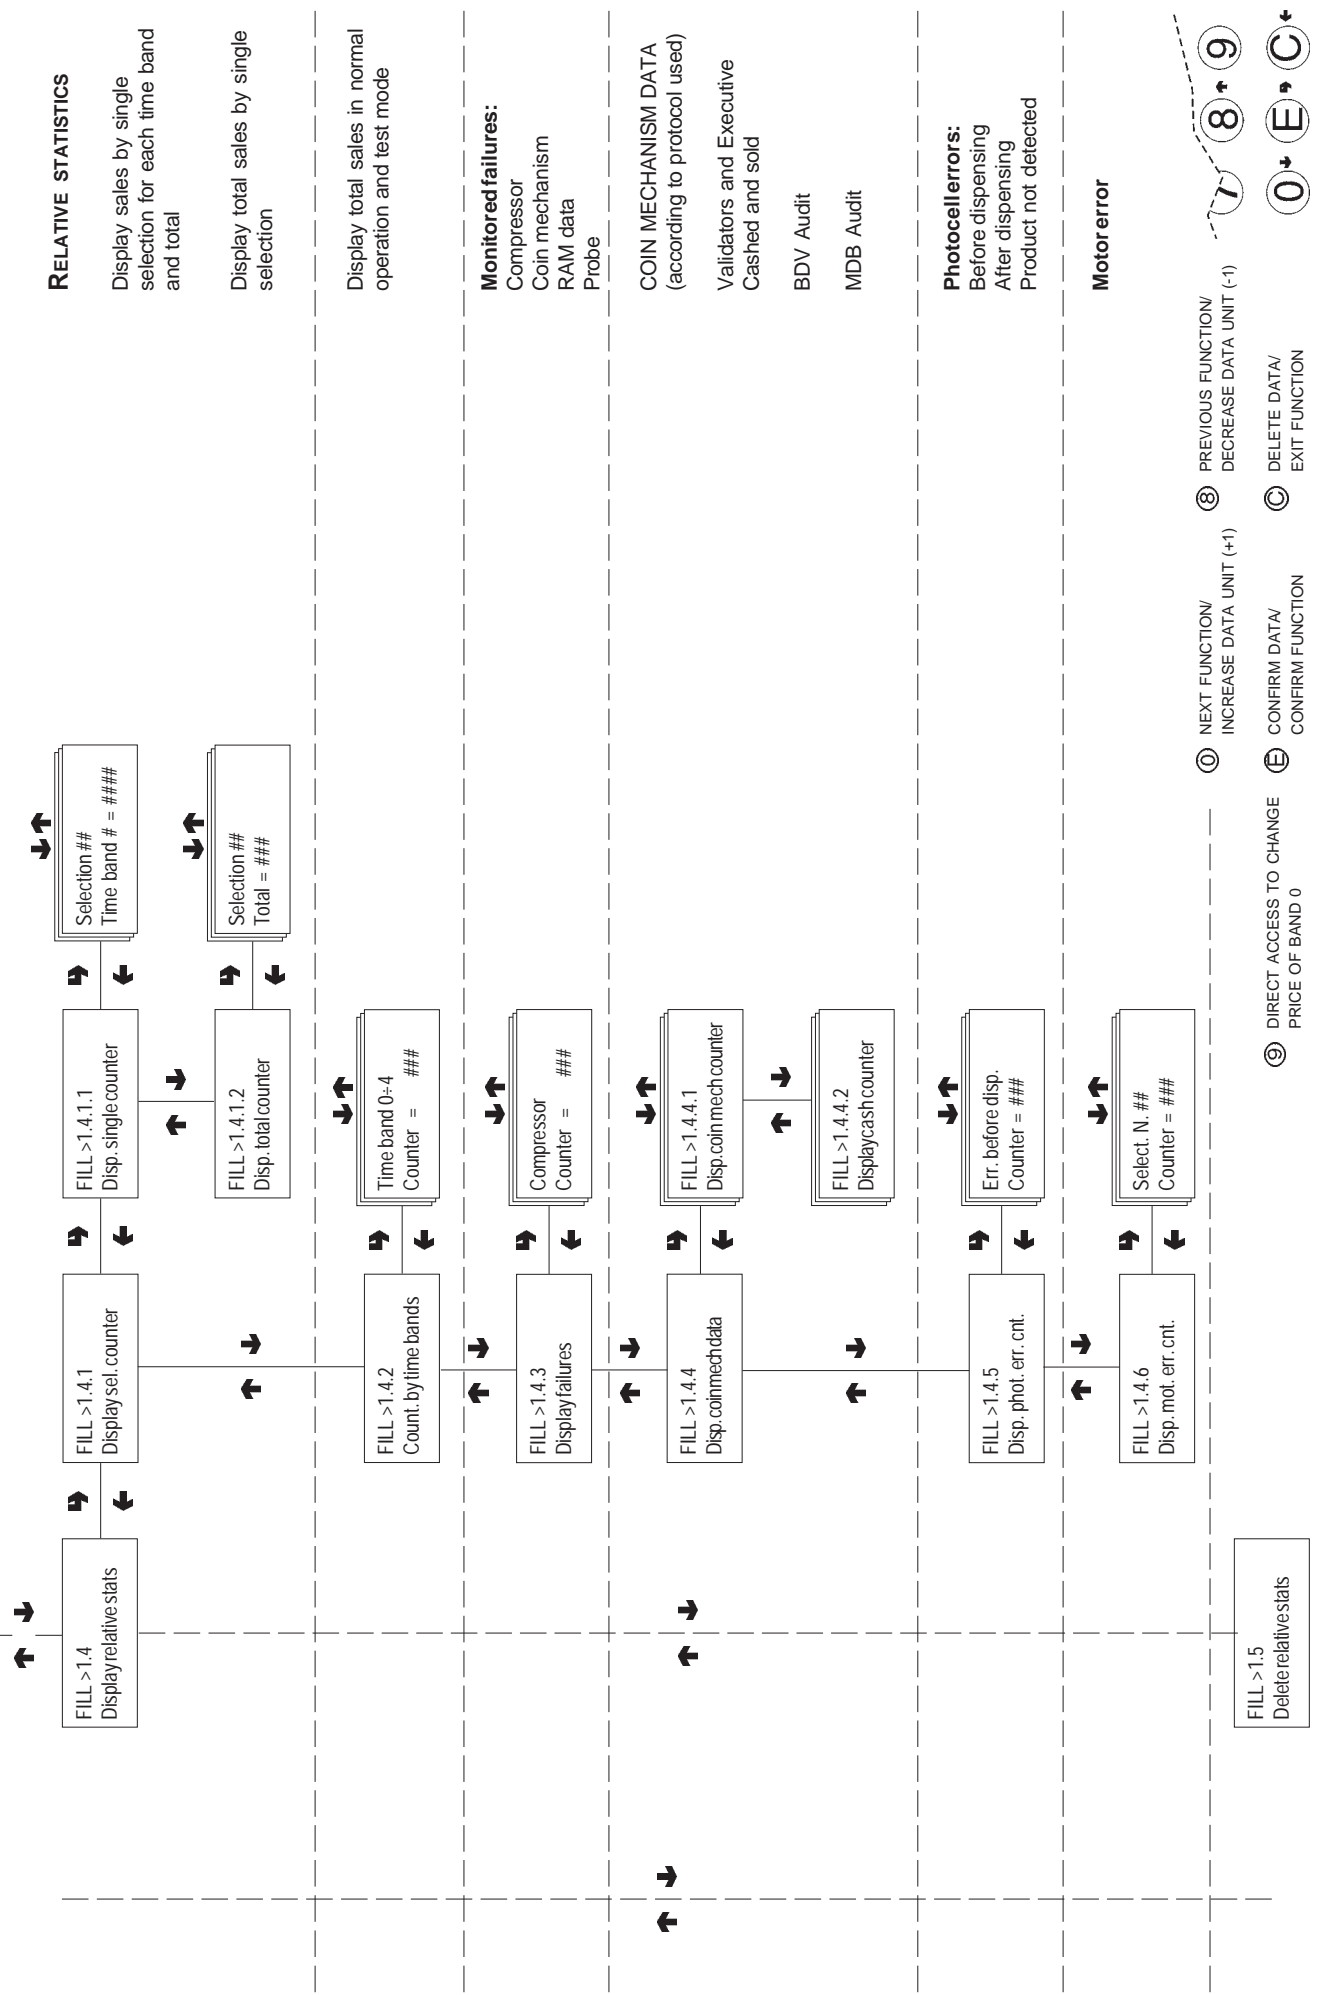 RELATIVE STATISTICS
Display sales by single
selection for each time band
and total
Display total sales by single
selection
Display total sales in normal
operation and test mode
Monitored failures:
Compressor
Coin mechanism
RAM data
Probe
COIN MECHANISM DATA
(according to protocol used)
Validators and Executive
Cashed and sold
BDV Audit
MDB Audit
Photocell errors:
Before dispensing
After dispensing
Product not detected
Motor error
FILL >1.4
Display relative stats
FILL >1.4.1
Display sel. counter
FILL >1.4.1.1
Disp. single counter
Selection ##
Time band # = ####
FILL >1.4.1.2
Disp. total counter
Selection ##
Total = ###
FILL >1.4.2
Count. by time bands
Time band 0÷4
Counter = ###
FILL >1.4.3
Display failures
Compressor
Counter = ###
FILL >1.4.4
Disp. coin mech data
FILL >1.4.4.1
Disp. coin mech counter
FILL >1.4.4.2
Display cash counter
FILL >1.4.5
Disp. phot. err. cnt.
Err. before disp.
Counter = ###
FILL >1.4.6
Disp. mot. err. cnt.
Select. N. ##
Counter = ###
FILL >1.5
Delete relative stats
9 DIRECT ACCESS TO CHANGE
PRICE OF BAND 0
0 NEXT FUNCTION/
INCREASE DATA UNIT (+1)
E CONFIRM DATA/
CONFIRM FUNCTION
8 PREVIOUS FUNCTION/
DECREASE DATA UNIT (-1)
C DELETE DATA/
EXIT FUNCTION
7 8 9
0 E C